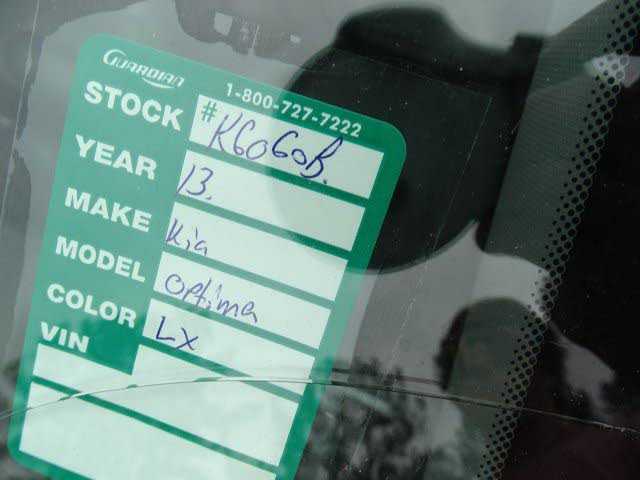 GUARDIAN
1-800-727-7222
STOCK # K6060B.
YEAR 13.
MAKE Kia
MODEL Optima
COLOR LX
VIN